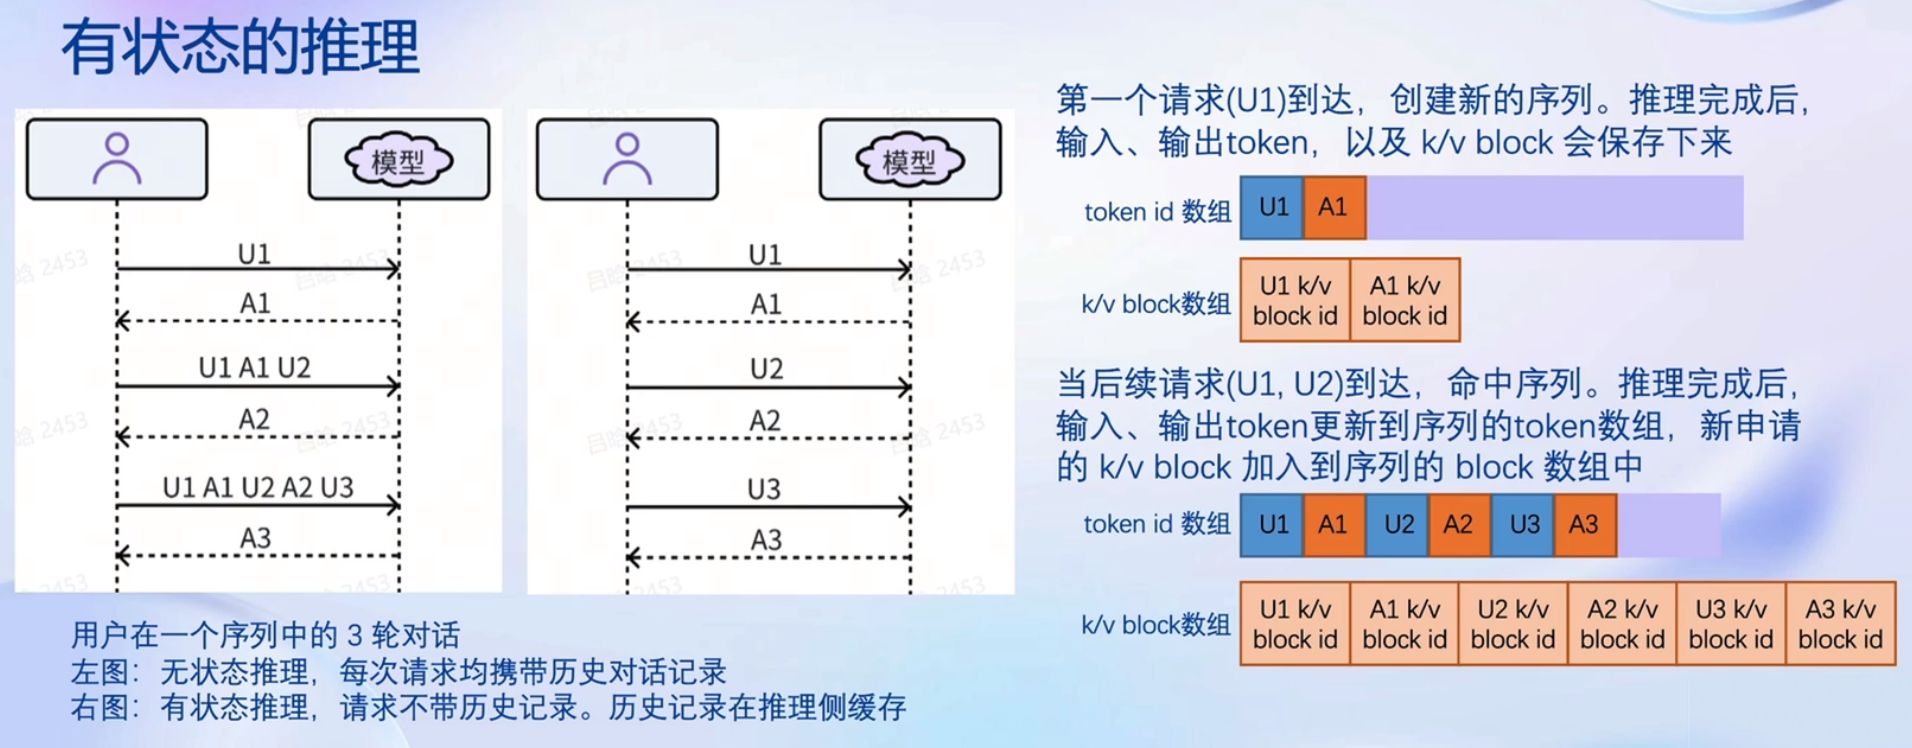 有状态的推理
模型
U1
A1
U1 A1 U2
A2
U1 A1 U2 A2 U3
A3
模型
U1
A1
U2
A2
U3
A3
吕晗 2453
用户在一个序列中的 3 轮对话
左图：无状态推理，每次请求均携带历史对话记录
右图：有状态推理，请求不带历史记录。历史记录在推理侧缓存
第一个请求(U1)到达，创建新的序列。推理完成后，
输入、输出token，以及 k/v block 会保存下来
token id 数组 U1 A1
k/v block数组
U1 k/v block id
A1 k/v block id
当后续请求(U1, U2)到达，命中序列。推理完成后，
输入、输出token更新到序列的token数组，新申请
的 k/v block 加入到序列的 block 数组中
token id 数组 U1 A1 U2 A2 U3 A3
k/v block数组
U1 k/v block id
A1 k/v block id
U2 k/v block id
A2 k/v block id
U3 k/v block id
A3 k/v block id